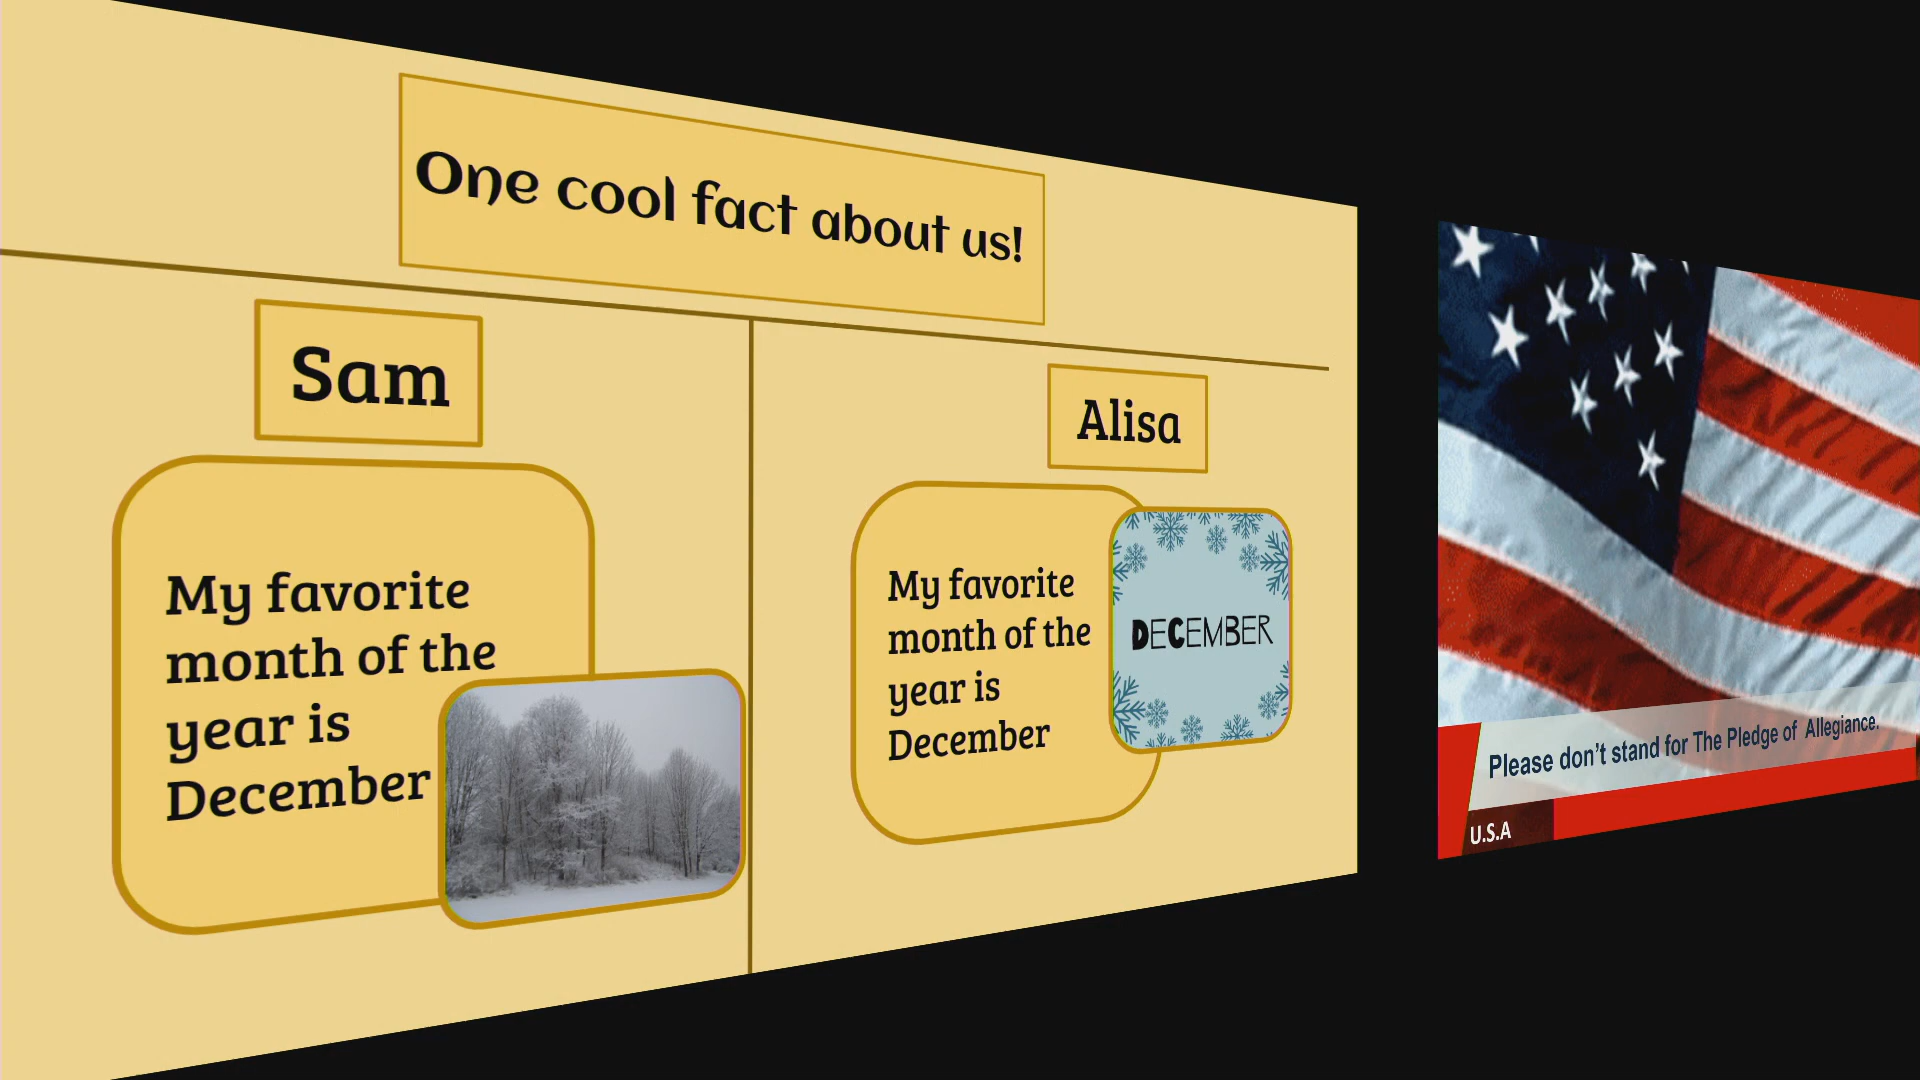 One cool fact about us!
Sam
My favorite
month of the
year is
December
Alisa
My favorite
month of the
year is
December
DECEMBER
Please don't stand for The Pledge of Allegiance.
U.S.A